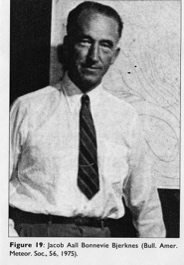 Figure 19: Jacob Aall Bonnevie Bjerknes (Bull. Amer.
Meteor. Soc., 56, 1975).